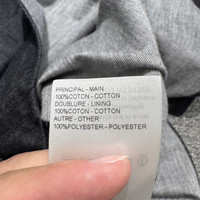 PRINCIPAL - MAIN
100%COTON - COTTON
DOUBLURE - LINING
100%COTON - COTTON
AUTRE - OTHER
100%POLYESTER - POLYESTER